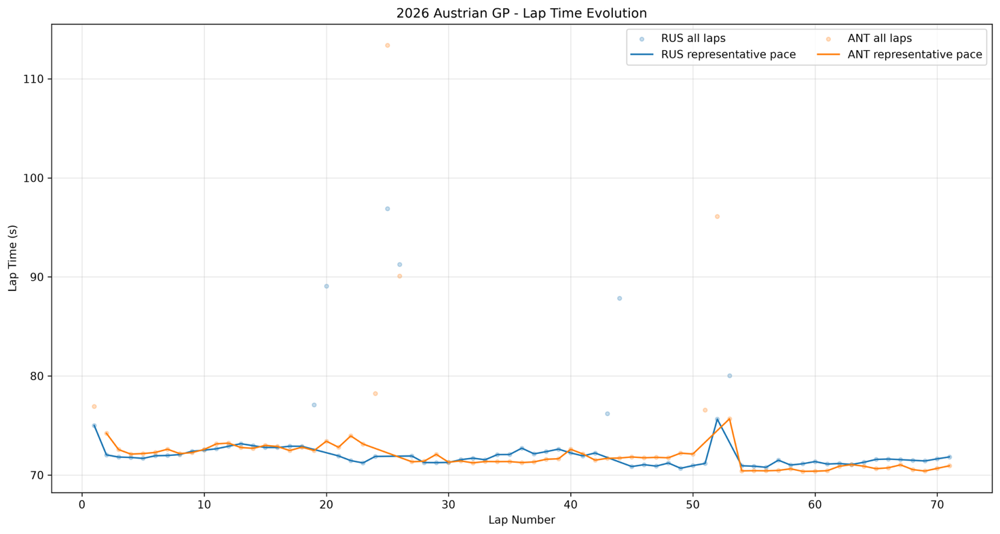 2026 Austrian GP - Lap Time Evolution
RUS all laps
RUS representative pace
ANT all laps
ANT representative pace
Lap Time (s)
110
100
90
80
70
0 10 20 30 40 50 60 70
Lap Number